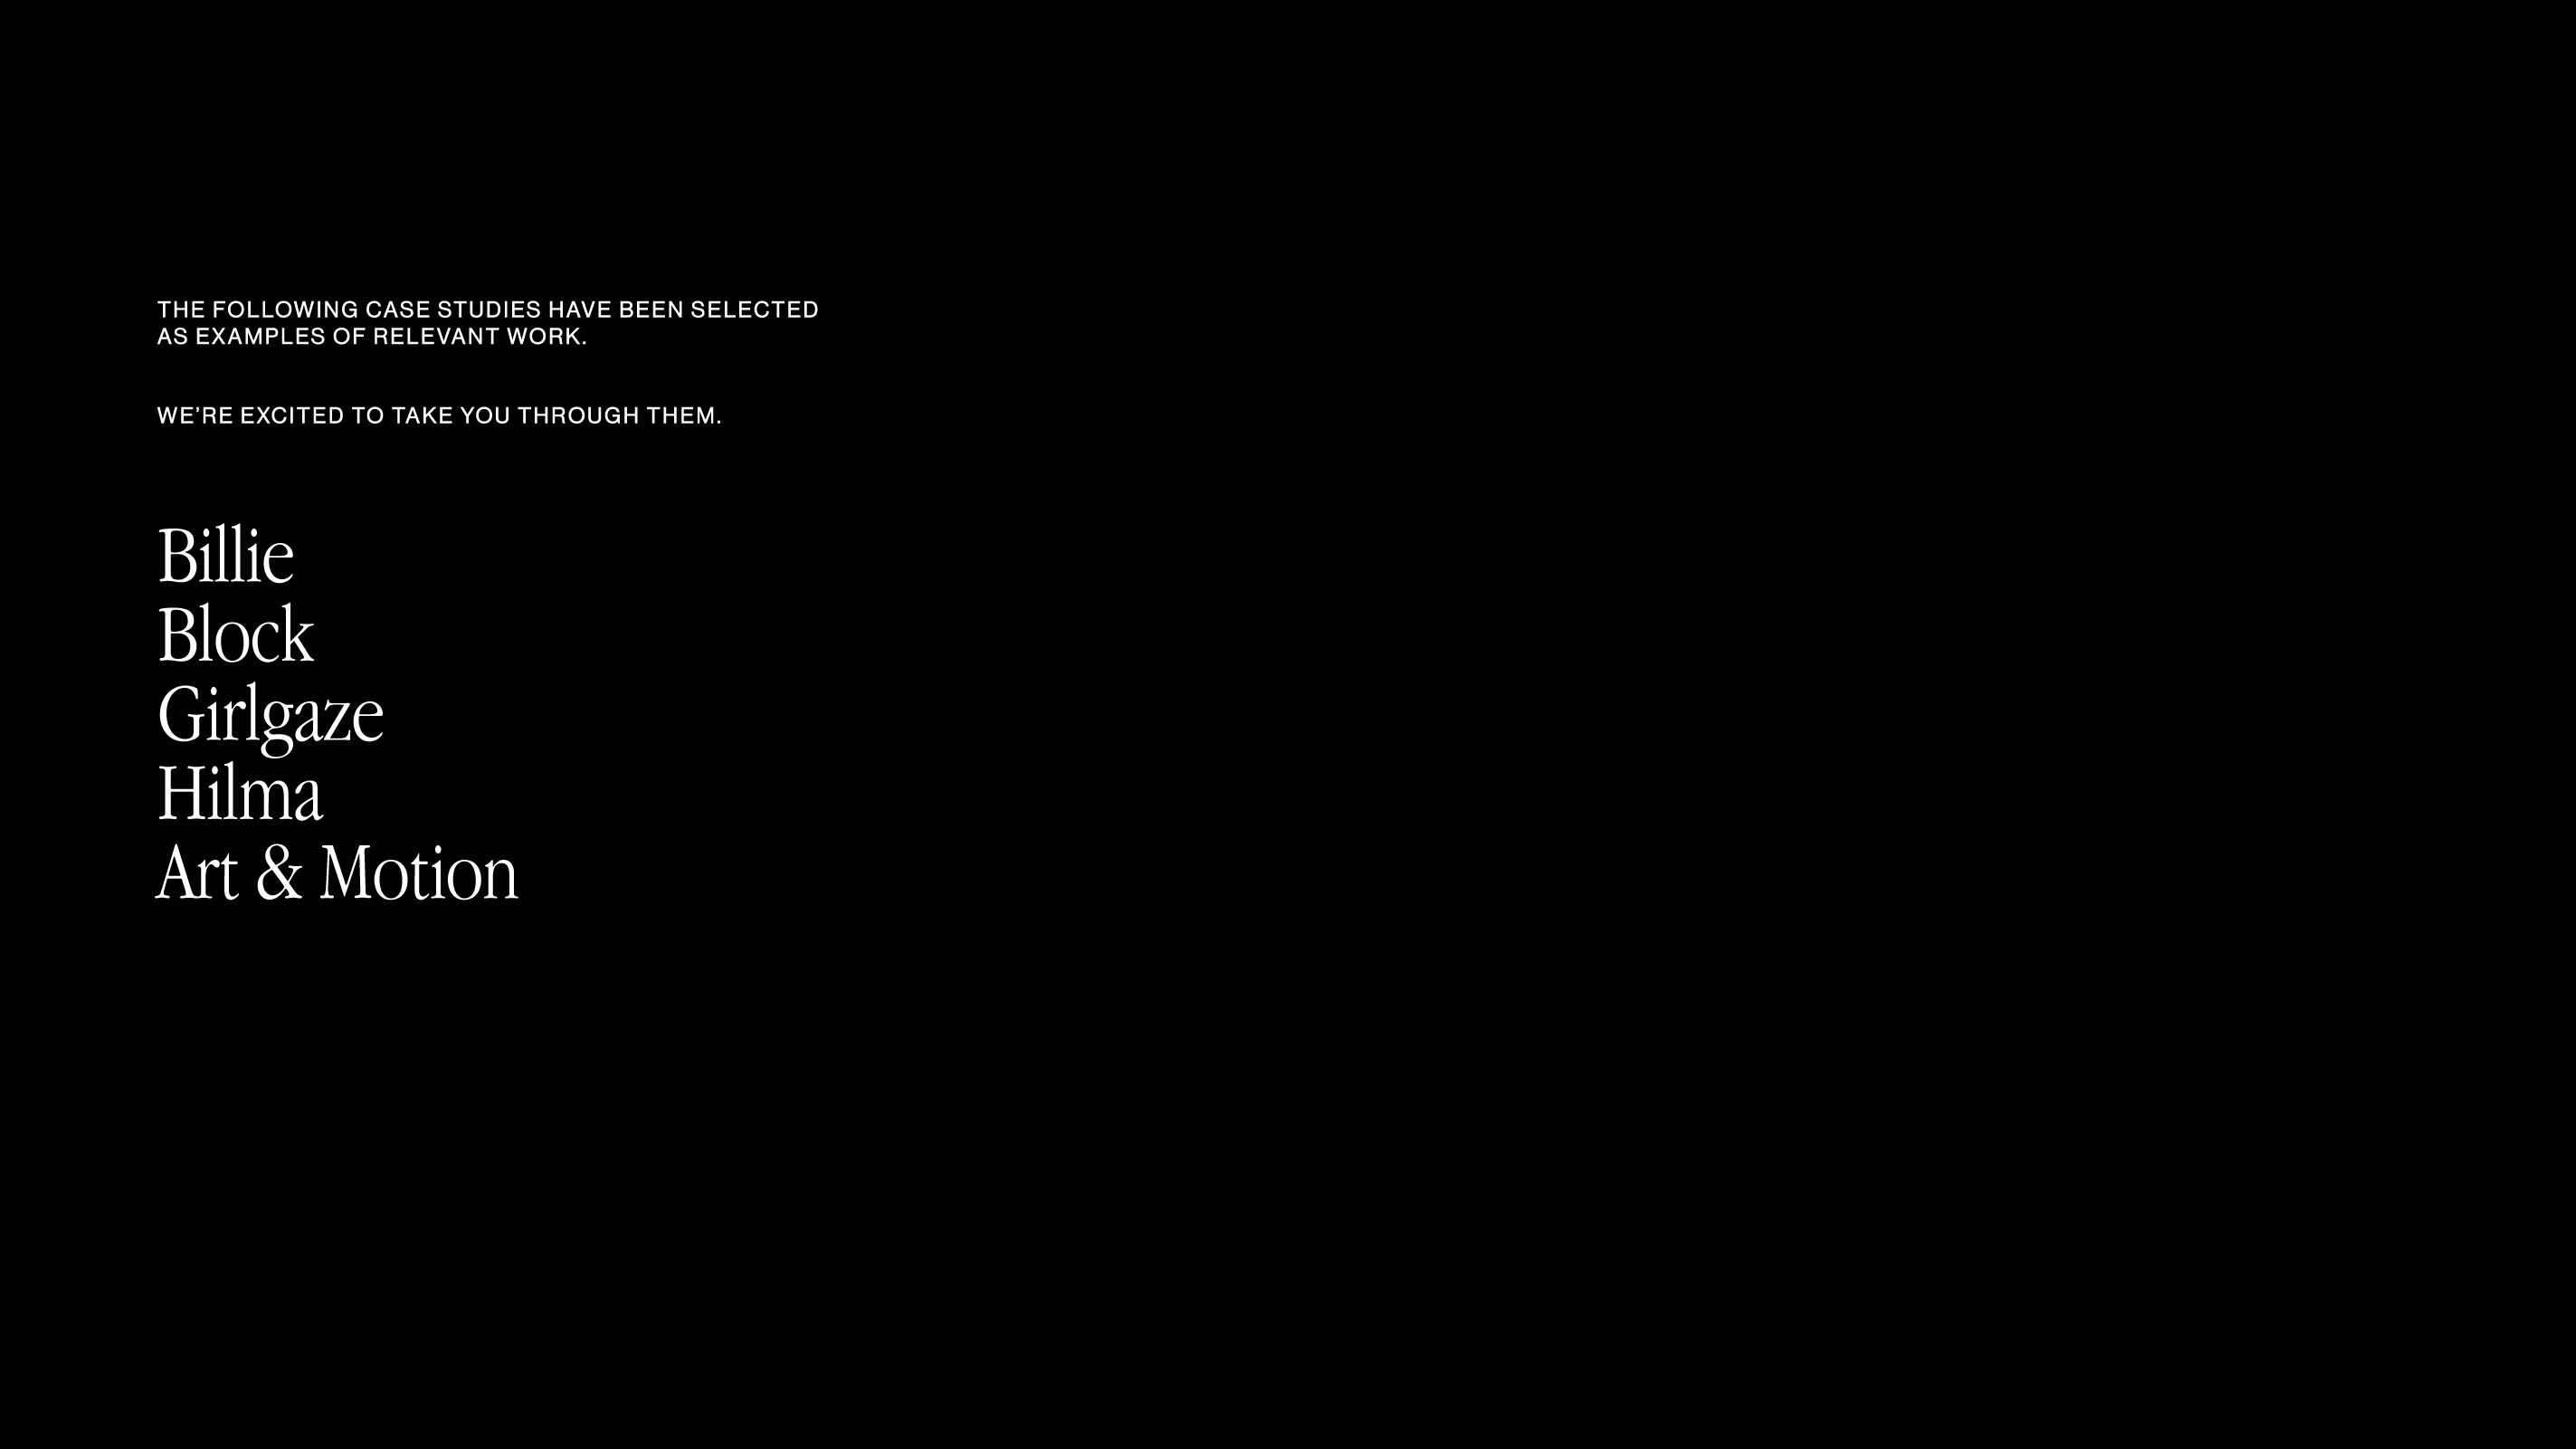 THE FOLLOWING CASE STUDIES HAVE BEEN SELECTED
AS EXAMPLES OF RELEVANT WORK.
WE’RE EXCITED TO TAKE YOU THROUGH THEM.
Billie
Block
Girlgaze
Hilma
Art & Motion